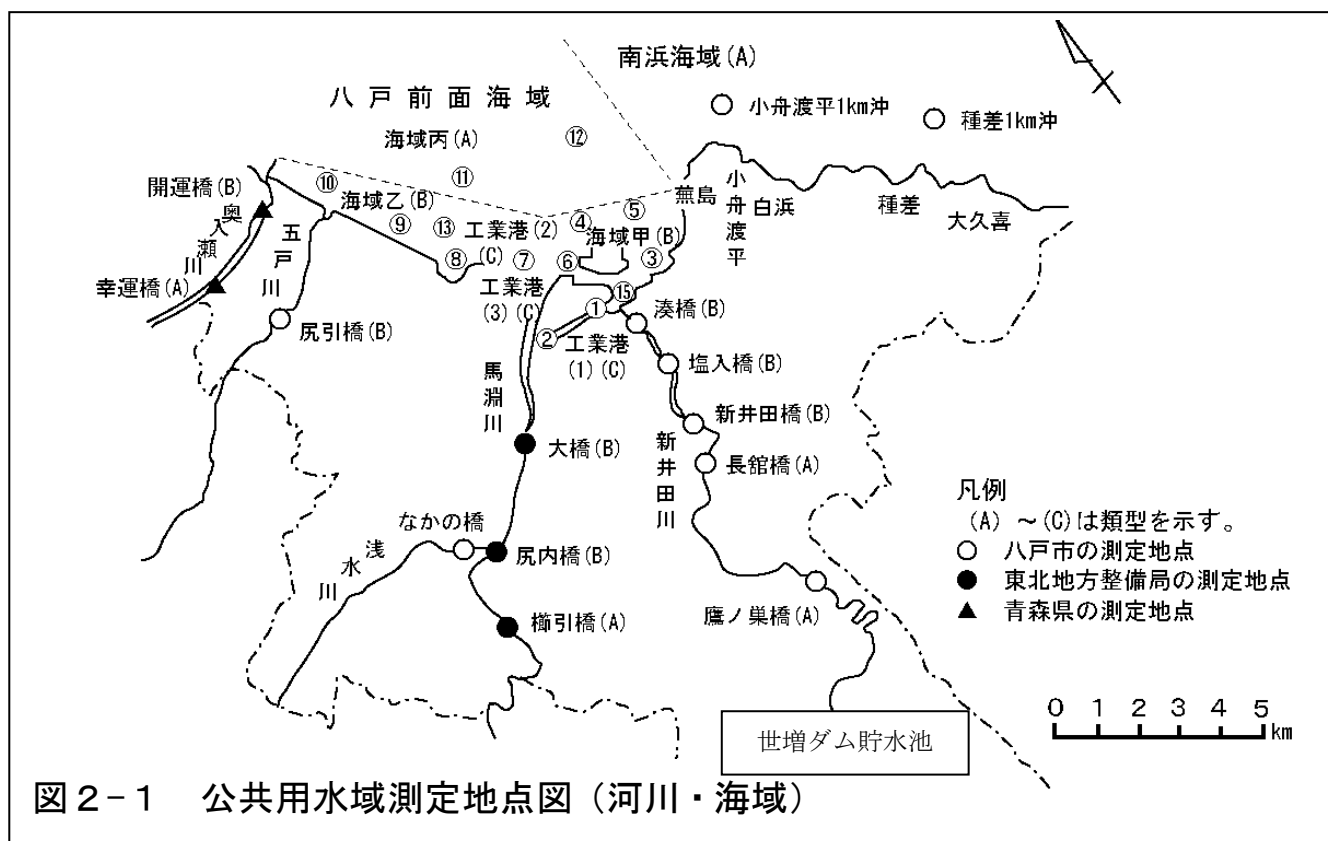 南浜海域(A)
八戸前面海域
小舟渡平1km沖
種差1km沖
海域丙(A)
⑫
⑪
⑩
開運橋(B)
海域乙(B)
⑨
⑬
工業港(2)
(C)
④
⑤
海域甲(B)
蕪島
小舟渡平
白浜
種差
大久喜
奥入瀬川
五戸川
⑧
⑦
⑥
③
幸運橋(A)
工業港
(3)(C)
⑮
①
②
湊橋(B)
尻引橋(B)
工業港
(1)(C)
塩入橋(B)
馬淵川
新井田橋(B)
大橋(B)
新井田川
長舘橋(A)
なかの橋
浅水川
尻内橋(B)
櫛引橋(A)
鷹ノ巣橋(A)
凡例
(A)~(C)は類型を示す。
○ 八戸市の測定地点
● 東北地方整備局の測定地点
▲ 青森県の測定地点
0 1 2 3 4 5
km
世増ダム貯水池
図2-1 公共用水域測定地点図(河川・海域)